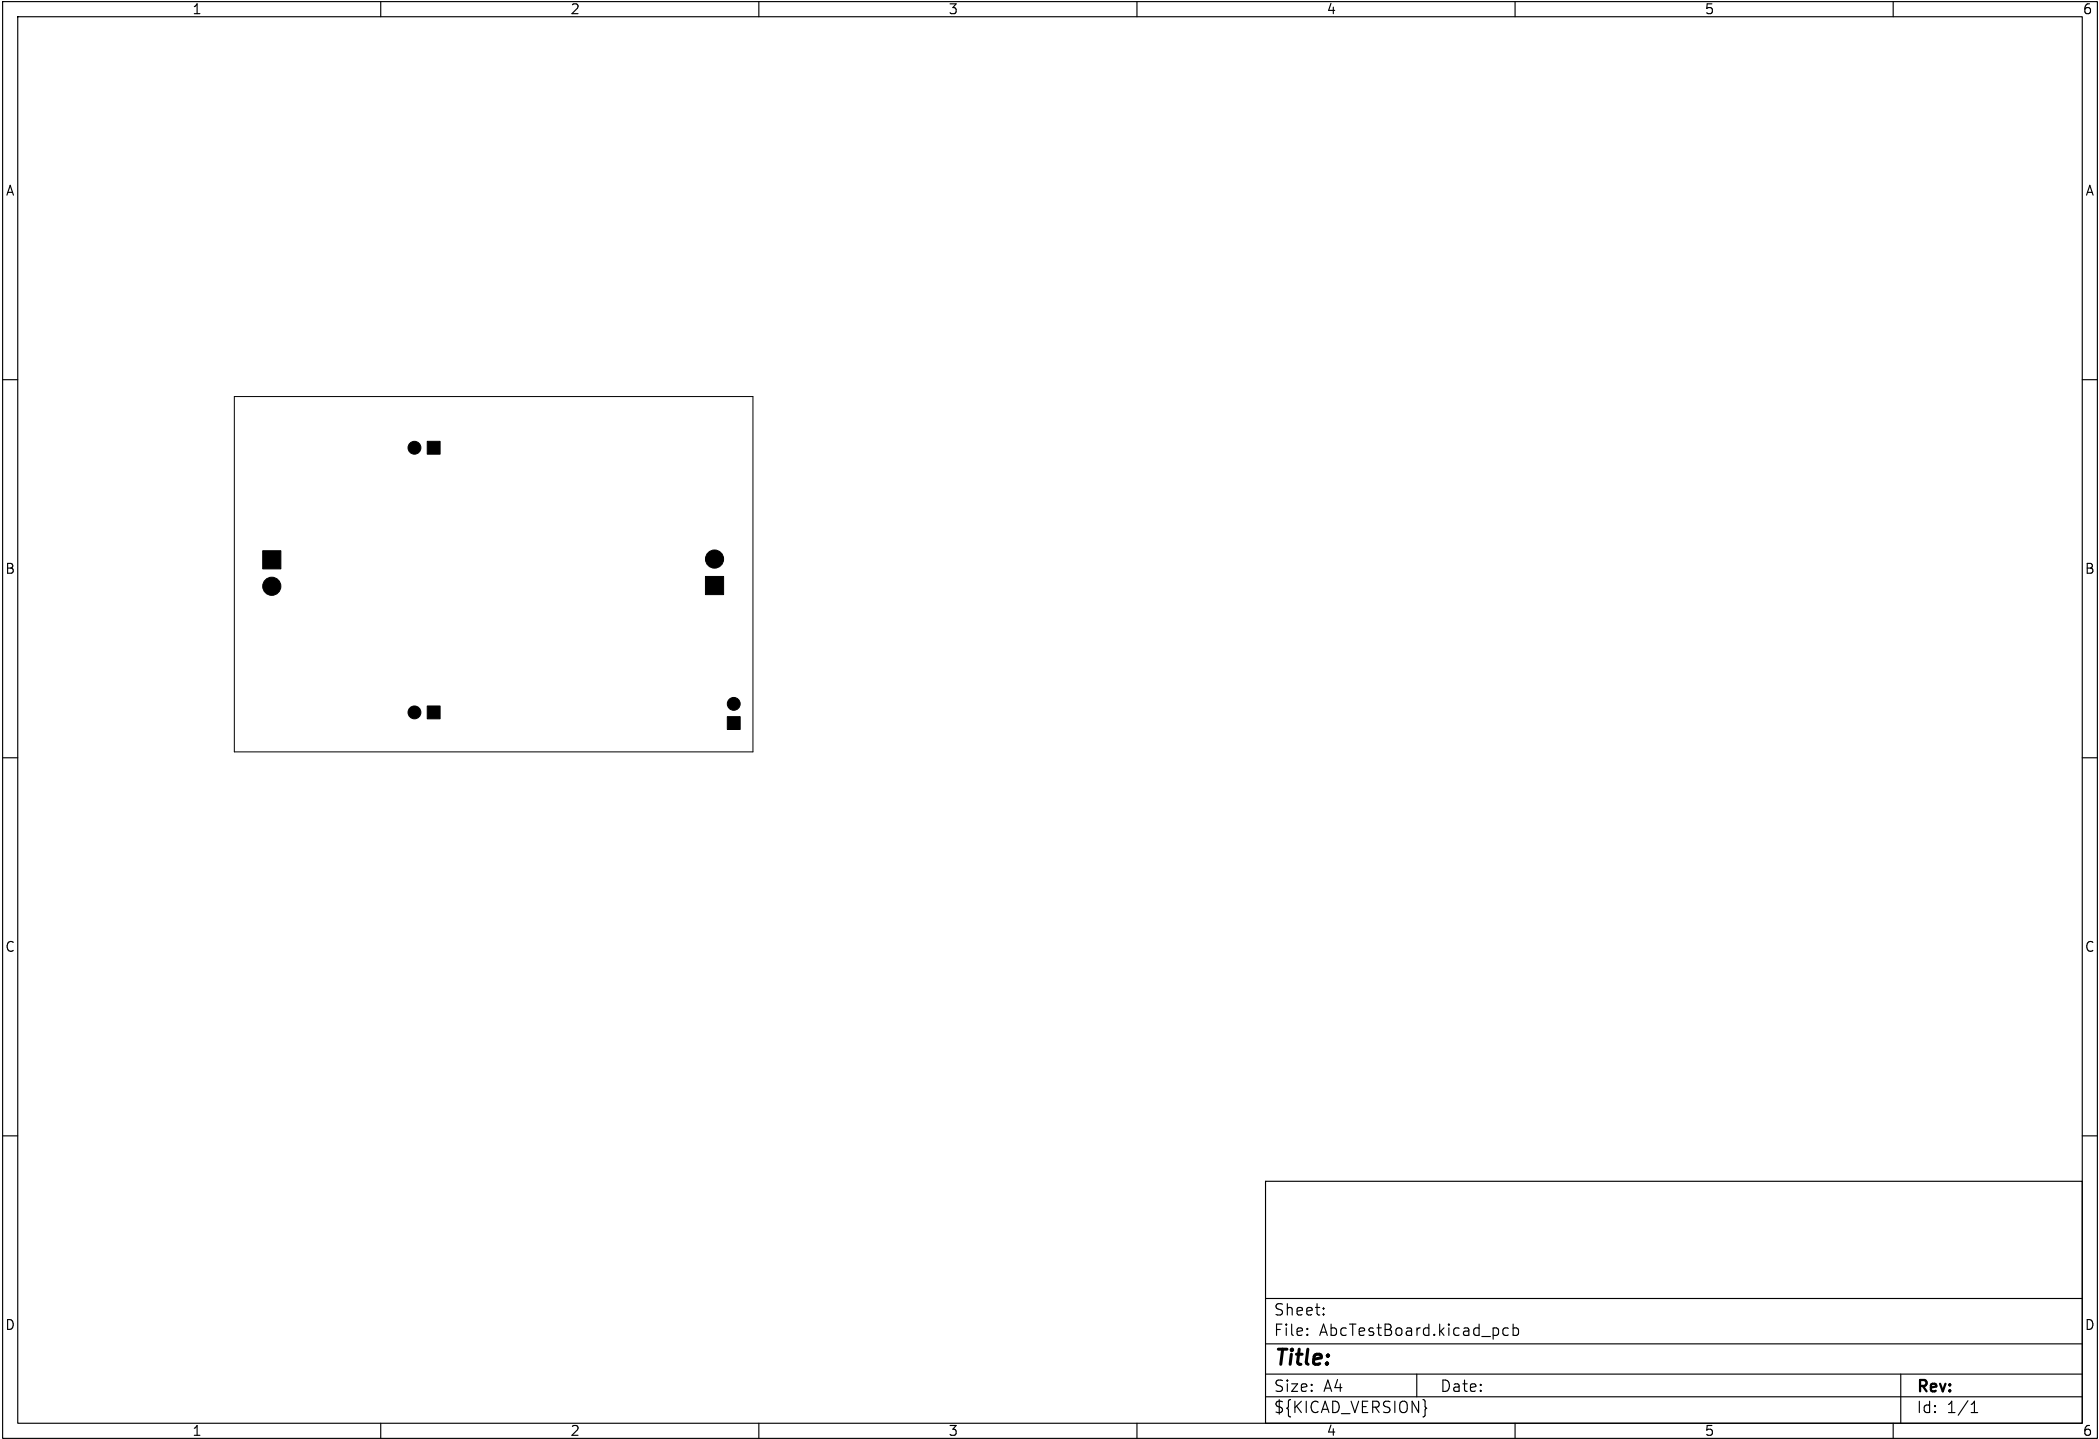 1 2 3 4 5 6
A A
B B
C C
Sheet:
File: AbcTestBoard.kicad_pcb
D D
Title:
Size: A4 Date: Rev:
${KICAD_VERSION} Id: 1/1
1 2 3 4 5 6